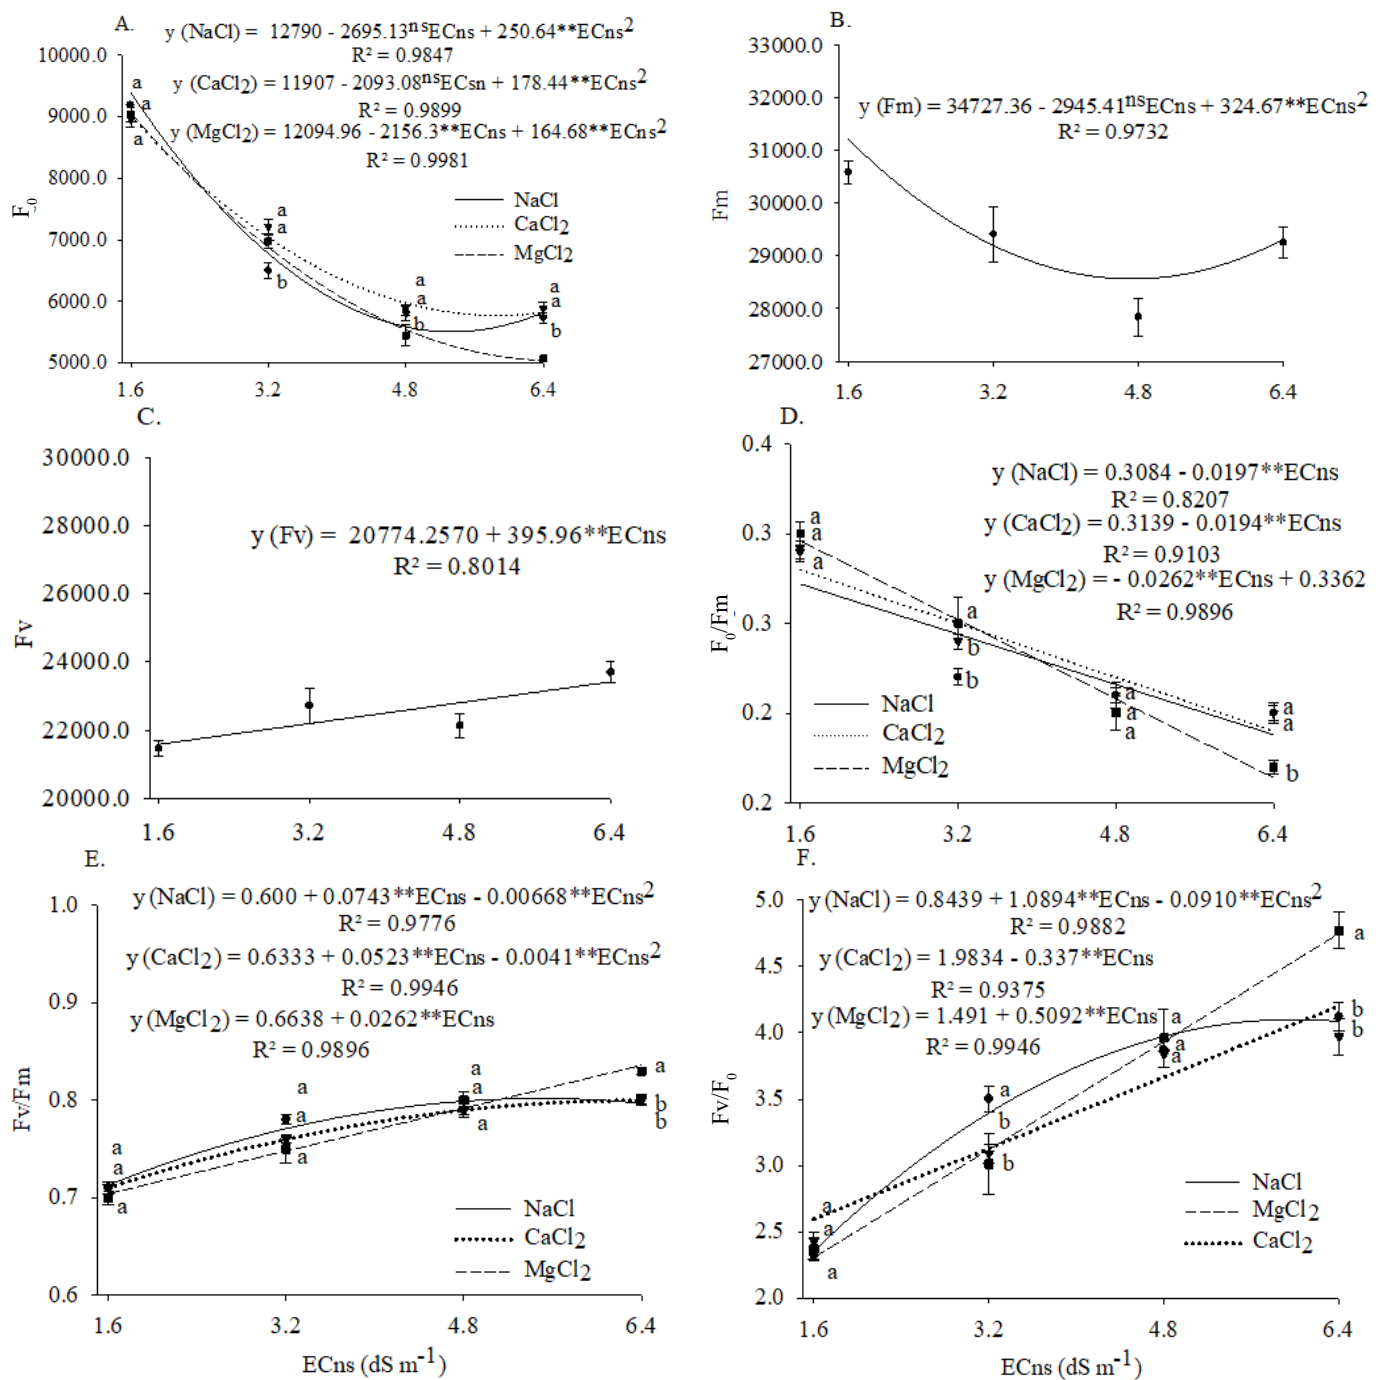 A.
y (NaCl) = 12790 - 2695.13nsECns + 250.64**ECns2
R² = 0.9847
y (CaCl2) = 11907 - 2093.08nsECsn + 178.44**ECns2
R² = 0.9899
y (MgCl2) = 12094.96 - 2156.3**ECns + 164.68**ECns2
R² = 0.9981
10000.0
9000.0
8000.0
7000.0
6000.0
5000.0
F0
a
a
a
a
a
b
a
a
b
a
a
b
NaCl
CaCl2
MgCl2
1.6 3.2 4.8 6.4
B.
y (Fm) = 34727.36 - 2945.41nsECns + 324.67**ECns2
R² = 0.9732
33000.0
32000.0
31000.0
30000.0
29000.0
28000.0
27000.0
Fm
1.6 3.2 4.8 6.4
C.
y (Fv) = 20774.2570 + 395.96**ECns
R² = 0.8014
30000.0
28000.0
26000.0
24000.0
22000.0
20000.0
Fv
1.6 3.2 4.8 6.4
D.
y (NaCl) = 0.3084 - 0.0197**ECns
R² = 0.8207
y (CaCl2) = 0.3139 - 0.0194**ECns
R² = 0.9103
y (MgCl2) = - 0.0262**ECns + 0.3362
R² = 0.9896
0.4
0.3
0.3
0.2
0.2
F0/Fm
a
a
a
a
b
b
a
a
a
a
a
b
NaCl
CaCl2
MgCl2
1.6 3.2 4.8 6.4
E.
y (NaCl) = 0.600 + 0.0743**ECns - 0.00668**ECns2
R² = 0.9776
y (CaCl2) = 0.6333 + 0.0523**ECns - 0.0041**ECns2
R² = 0.9946
y (MgCl2) = 0.6638 + 0.0262**ECns
R² = 0.9896
1.0
0.9
0.8
0.7
0.6
Fv/Fm
a
a
a
a
a
a
a
a
a
a
b
b
NaCl
CaCl2
MgCl2
1.6 3.2 4.8 6.4
ECns (dS m-1)
F.
y (NaCl) = 0.8439 + 1.0894**ECns - 0.0910**ECns2
R² = 0.9882
y (CaCl2) = 1.9834 - 0.337**ECns
R² = 0.9375
y (MgCl2) = 1.491 + 0.5092**ECns
R² = 0.9946
5.0
4.5
4.0
3.5
3.0
2.5
2.0
Fv/F0
a
a
a
a
b
b
a
a
a
a
b
b
NaCl
MgCl2
CaCl2
1.6 3.2 4.8 6.4
ECns (dS m-1)